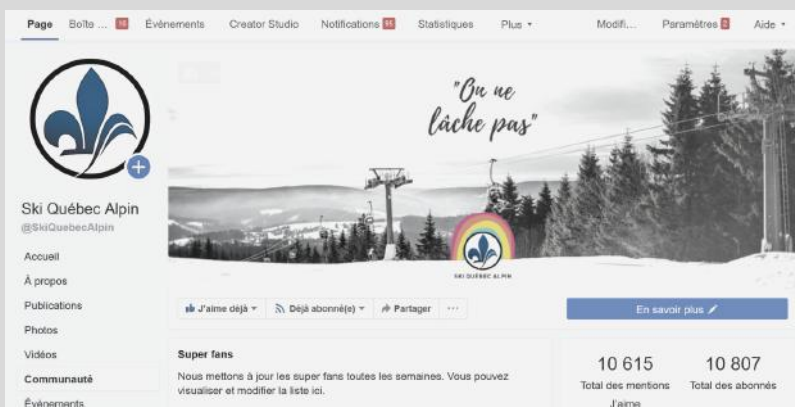 Page Boîte ... Évènements Creator Studio Notifications Statistiques Plus Modifi... Paramètres Aide
"On ne
lâche pas"
SKI QUÉBEC ALPIN
Ski Québec Alpin
@SkiQuebecAlpin
Accueil
À propos
Publications
Photos
Vidéos
Communauté
Évènements
J'aime déjà Déjà abonné(e) Partager ...
En savoir plus
Super fans
Nous mettons à jour les super fans toutes les semaines. Vous pouvez
visualiser et modifier la liste ici.
10 615 10 807
Total des mentions Total des abonnés
J'aime